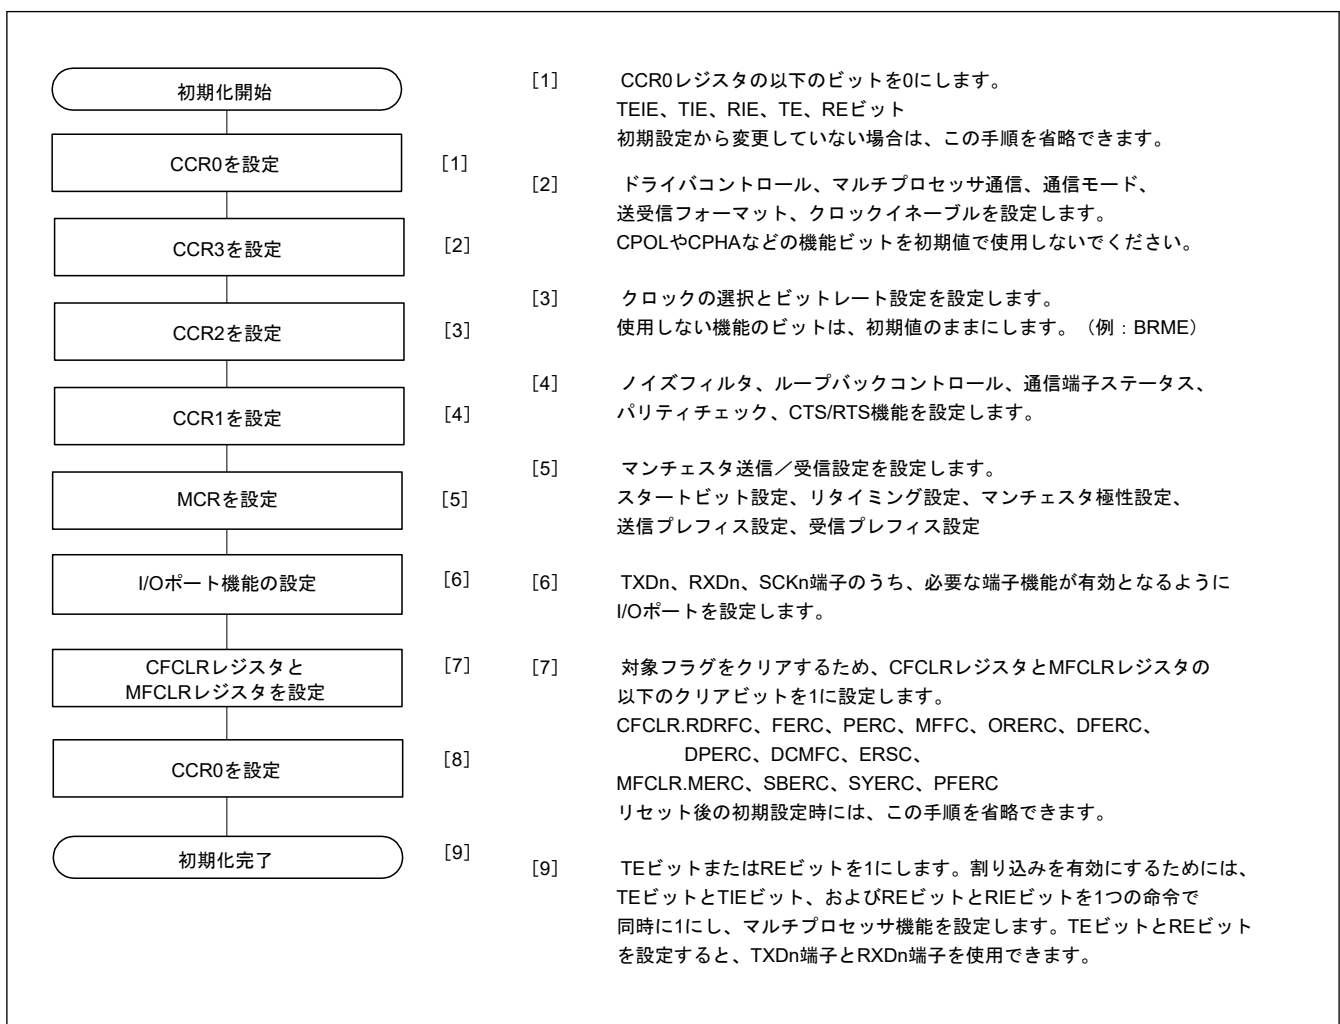 初期化開始
CCR0を設定
[1]
CCR3を設定
[2]
CCR2を設定
[3]
CCR1を設定
[4]
MCRを設定
[5]
I/Oポート機能の設定
[6]
CFCLRレジスタと
MFCLRレジスタを設定
[7]
CCR0を設定
[8]
初期化完了
[9]
[1] CCR0レジスタの以下のビットを0にします。
TEIE、TIE、RIE、TE、REビット
初期設定から変更していない場合は、この手順を省略できます。
[2] ドライバコントロール、マルチプロセッサ通信、通信モード、
送受信フォーマット、クロックイネーブルを設定します。
CPOLやCPHAなどの機能ビットを初期値で使用しないでください。
[3] クロックの選択とビットレート設定を設定します。
使用しない機能のビットは、初期値のままにします。（例：BRME）
[4] ノイズフィルタ、ループバックコントロール、通信端子ステータス、
パリティチェック、CTS/RTS機能を設定します。
[5] マンチェスタ送信／受信設定を設定します。
スタートビット設定、リタイミング設定、マンチェスタ極性設定、
送信プレフィス設定、受信プレフィス設定
[6] TXDn、RXDn、SCKn端子のうち、必要な端子機能が有効となるように
I/Oポートを設定します。
[7] 対象フラグをクリアするため、CFCLRレジスタとMFCLRレジスタの
以下のクリアビットを1に設定します。
CFCLR.RDRFC、FERC、PERC、MFFC、ORERC、DFERC、
DPERC、DCMFC、ERSC、
MFCLR.MERC、SBERC、SYERC、PFERC
リセット後の初期設定時には、この手順を省略できます。
[9] TEビットまたはREビットを1にします。割り込みを有効にするためには、
TEビットとTIEビット、およびREビットとRIEビットを1つの命令で
同時に1にし、マルチプロセッサ機能を設定します。TEビットとREビット
を設定すると、TXDn端子とRXDn端子を使用できます。